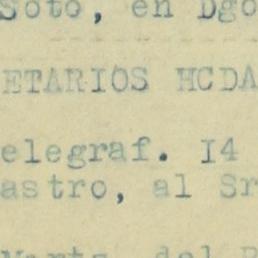 Soto, en Dgo
ETARIOS HCDA
elegraf. I4
astro, al Sr